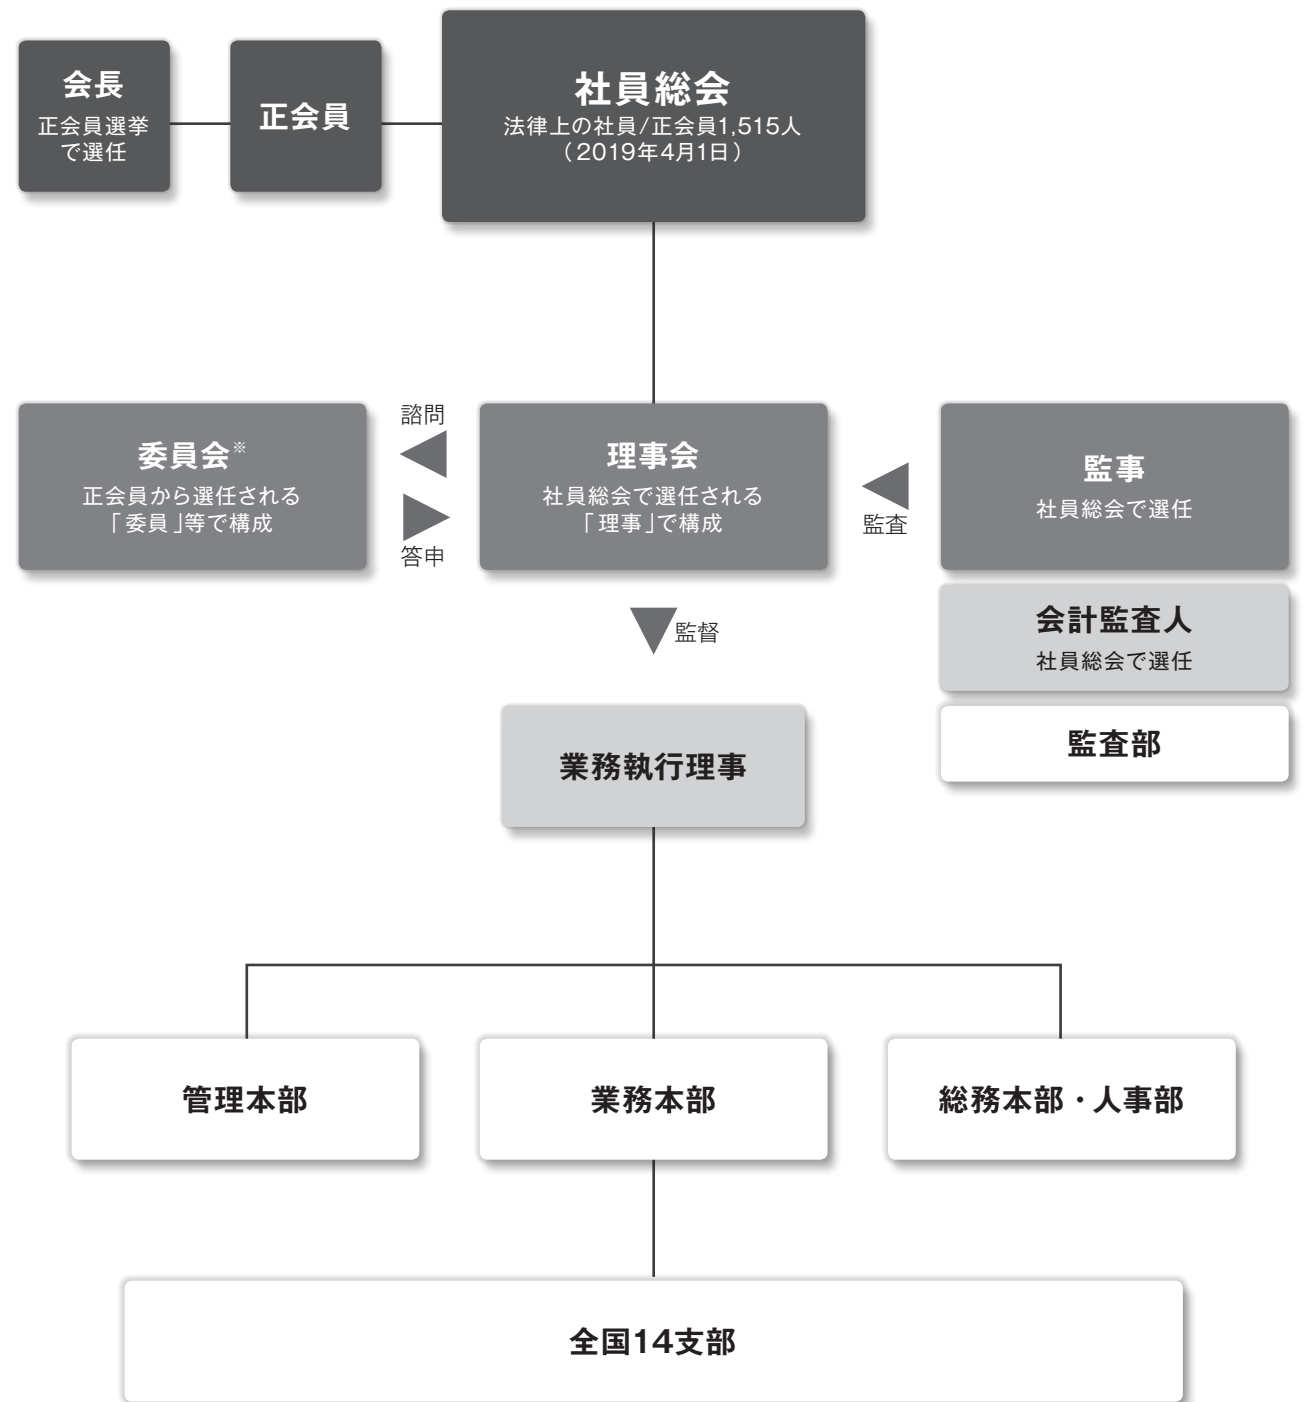 会長
正会員選挙
で選任
正会員
社員総会
法律上の社員/正会員1,515人
（2019年4月1日）
委員会※
正会員から選任される
「委員」等で構成
諮問
答申
理事会
社員総会で選任される
「理事」で構成
監査
監事
社員総会で選任
会計監査人
社員総会で選任
監査部
監督
業務執行理事
管理本部
業務本部
総務本部・人事部
全国14支部